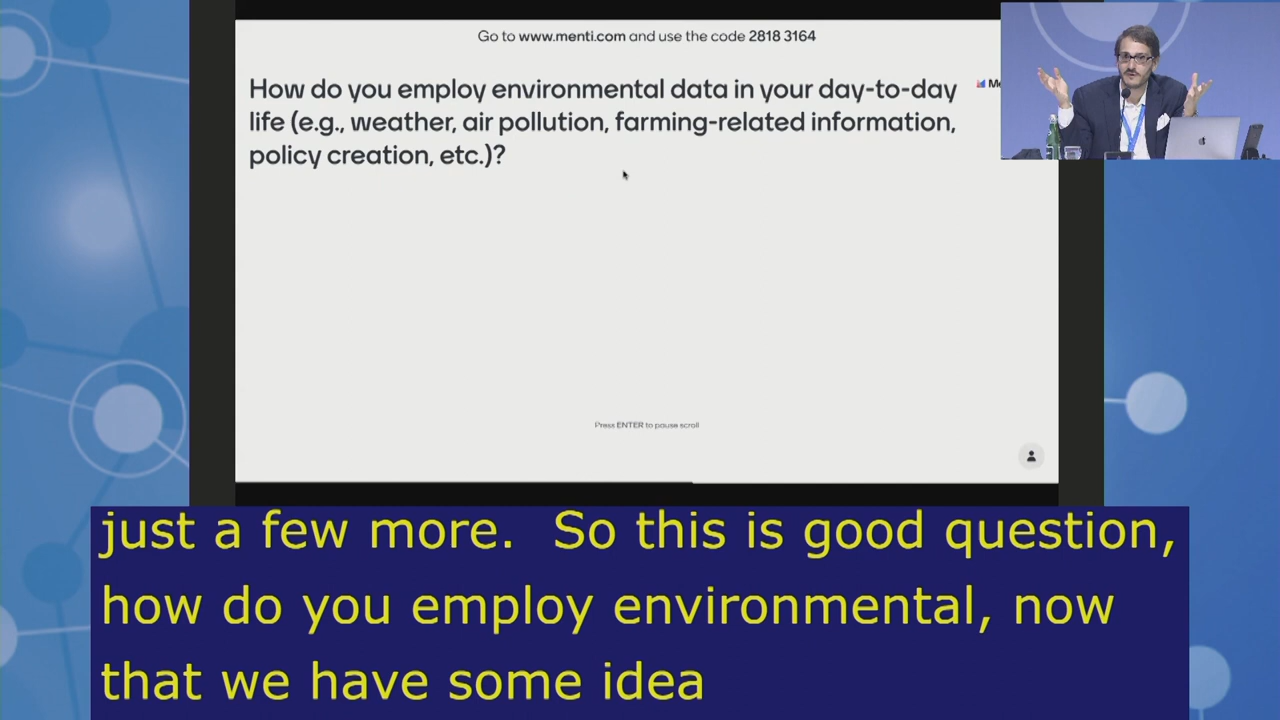 Go to www.menti.com and use the code 2818 3164
How do you employ environmental data in your day-to-day
life (e.g., weather, air pollution, farming-related information,
policy creation, etc.)?
Press ENTER to pause scroll
just a few more.  So this is good question,
how do you employ environmental, now
that we have some idea